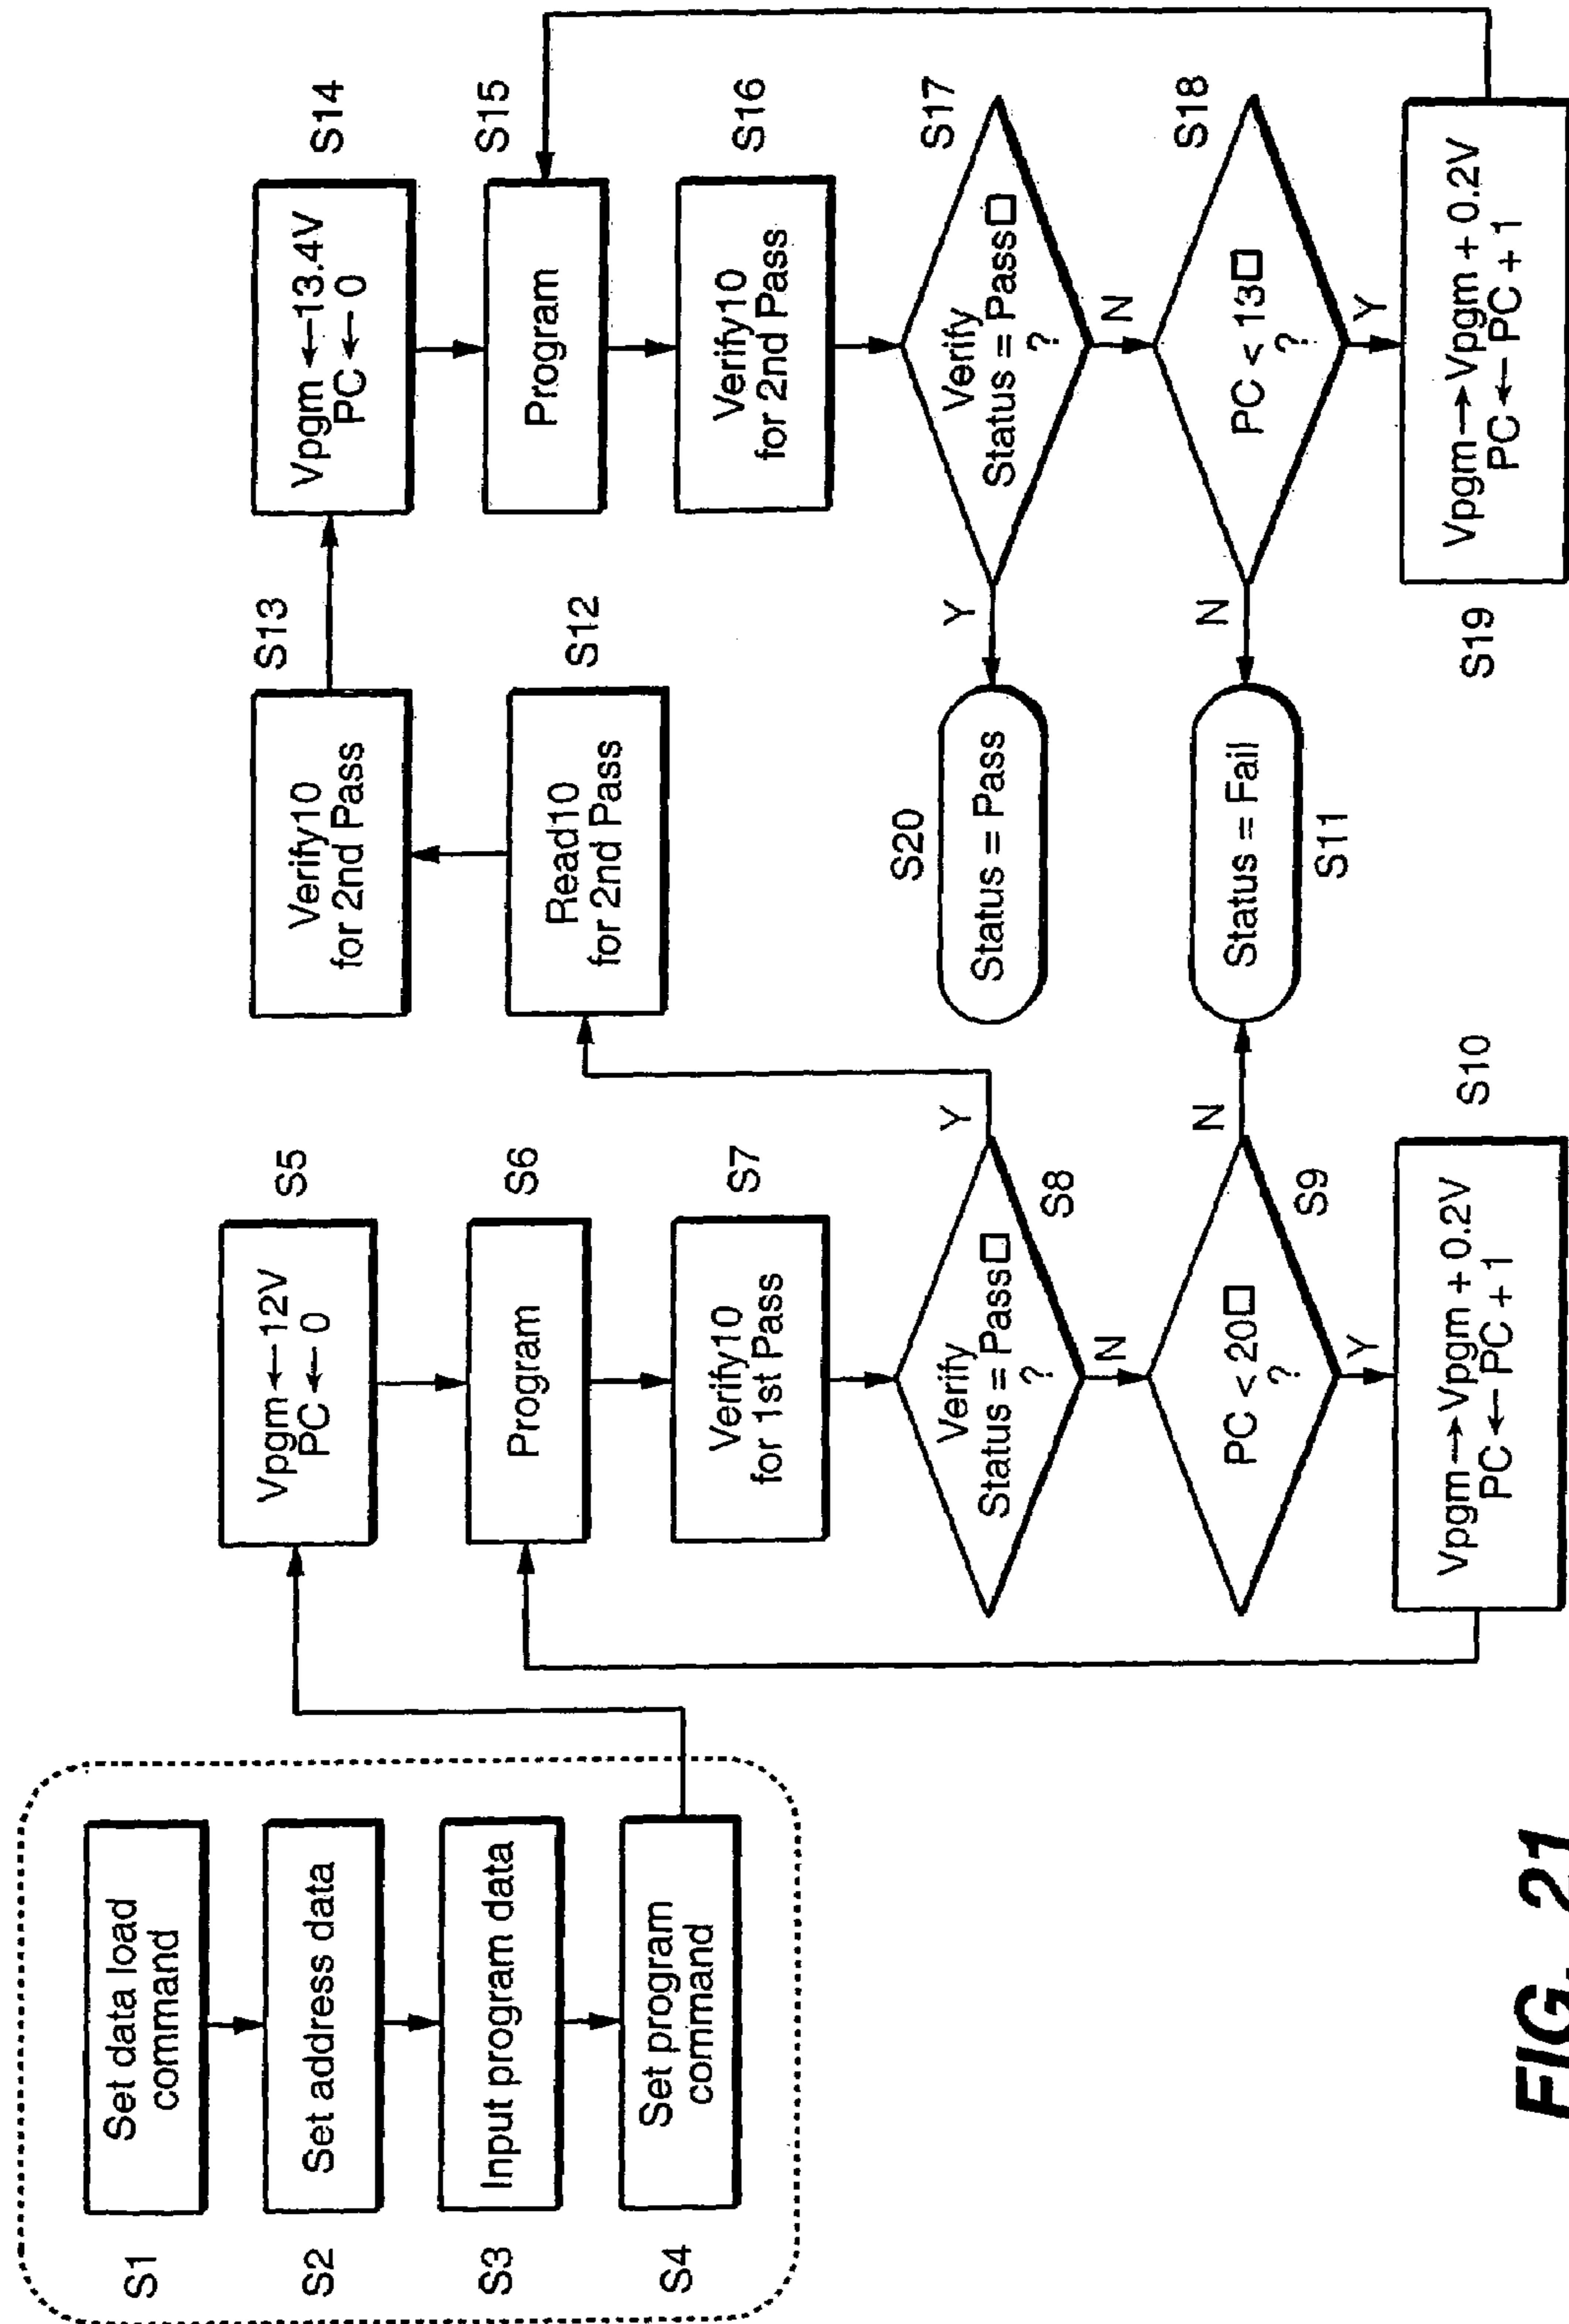 S1
Set data load
command
S2
Set address data
S3
Input program data
S4
Set program
command
S5
Vpgm ← 12V
PC ← 0
S6
Program
S7
Verify10
for 1st Pass
S8
Verify
Status = Pass□
?
Y
N
S9
PC < 20□
?
N
Y
S10
Vpgm → Vpgm + 0.2V
PC ← PC + 1
S13
Verify10
for 2nd Pass
S12
Read10
for 2nd Pass
S20
Status = Pass
Status = Fail
S11
S14
Vpgm ← 13.4V
PC ← 0
S15
Program
S16
Verify10
for 2nd Pass
S17
Verify
Status = Pass□
?
Y
N
S18
PC < 13□
?
N
Y
S19
Vpgm → Vpgm + 0.2V
PC ← PC + 1
FIG. 21